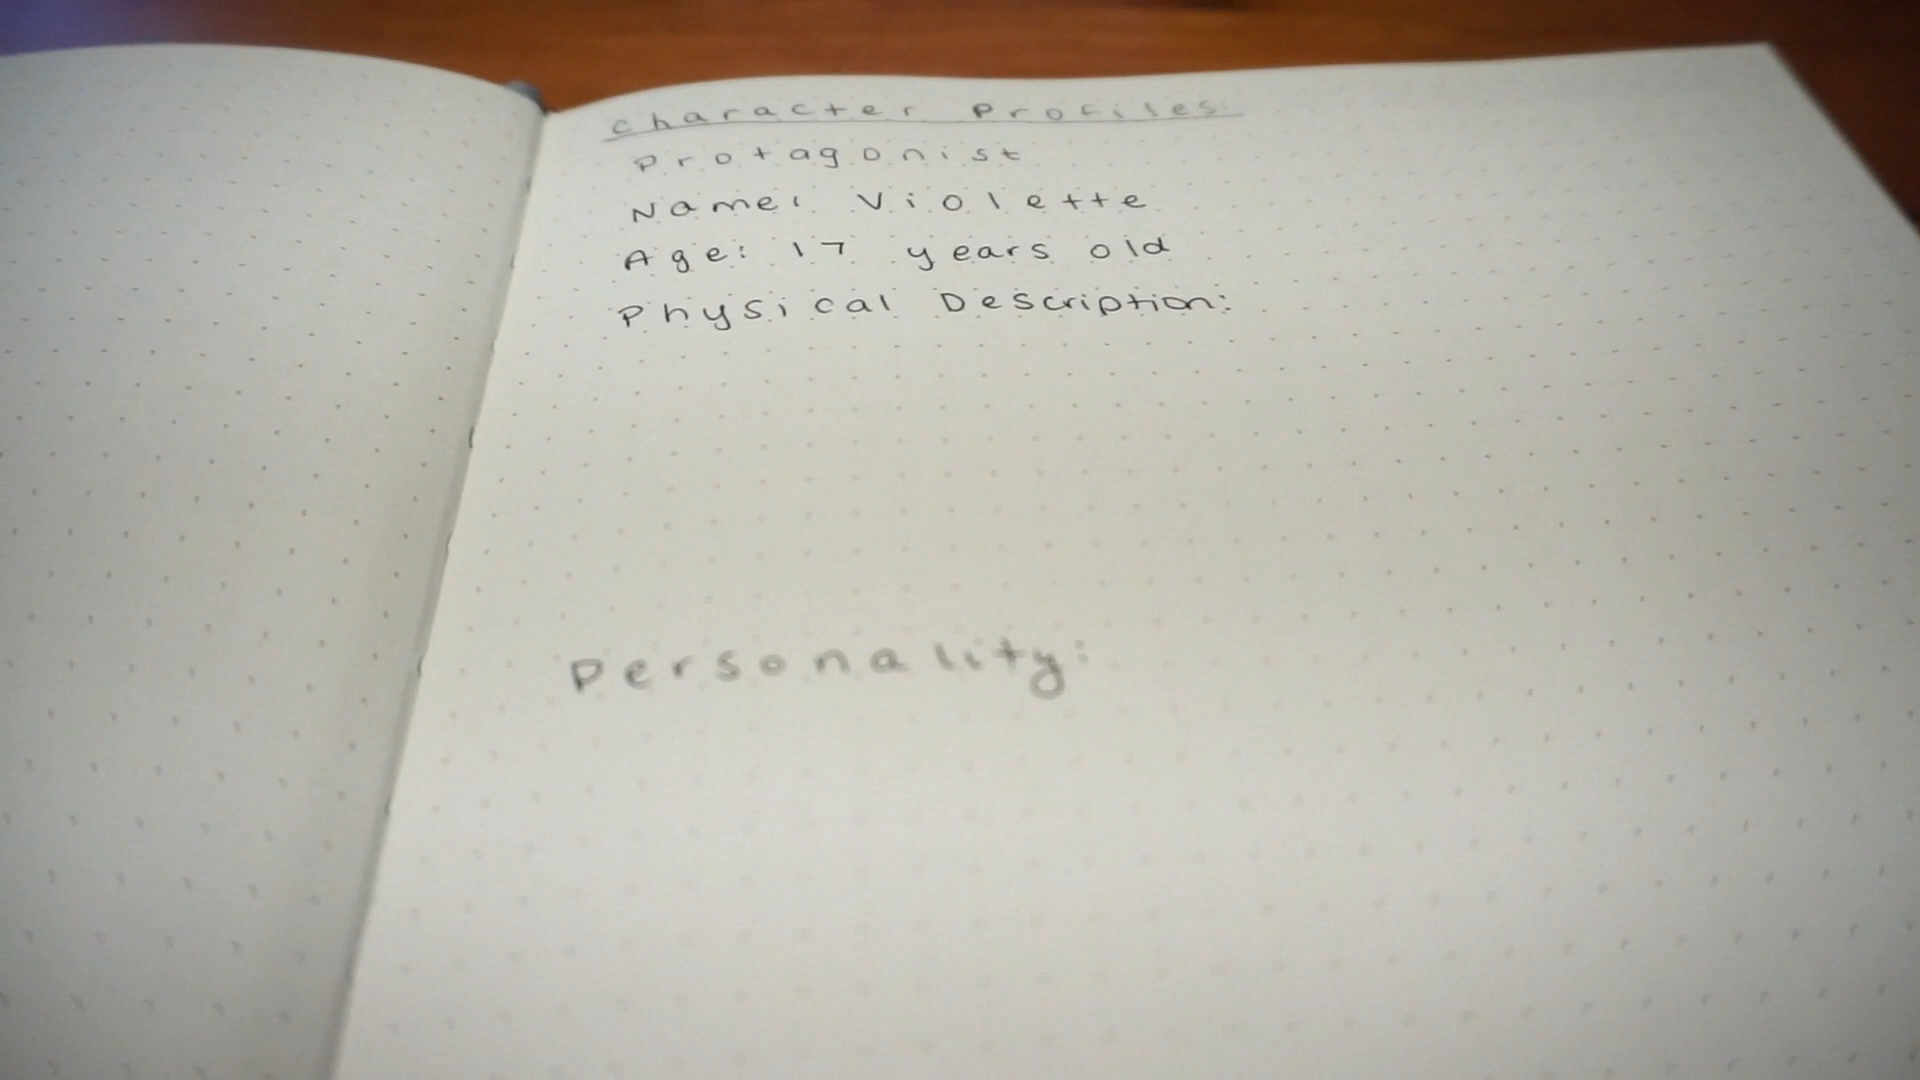 Character Profiles
Protagonist
Name: Violette
Age: 17 years old
Physical Description:
Personality: